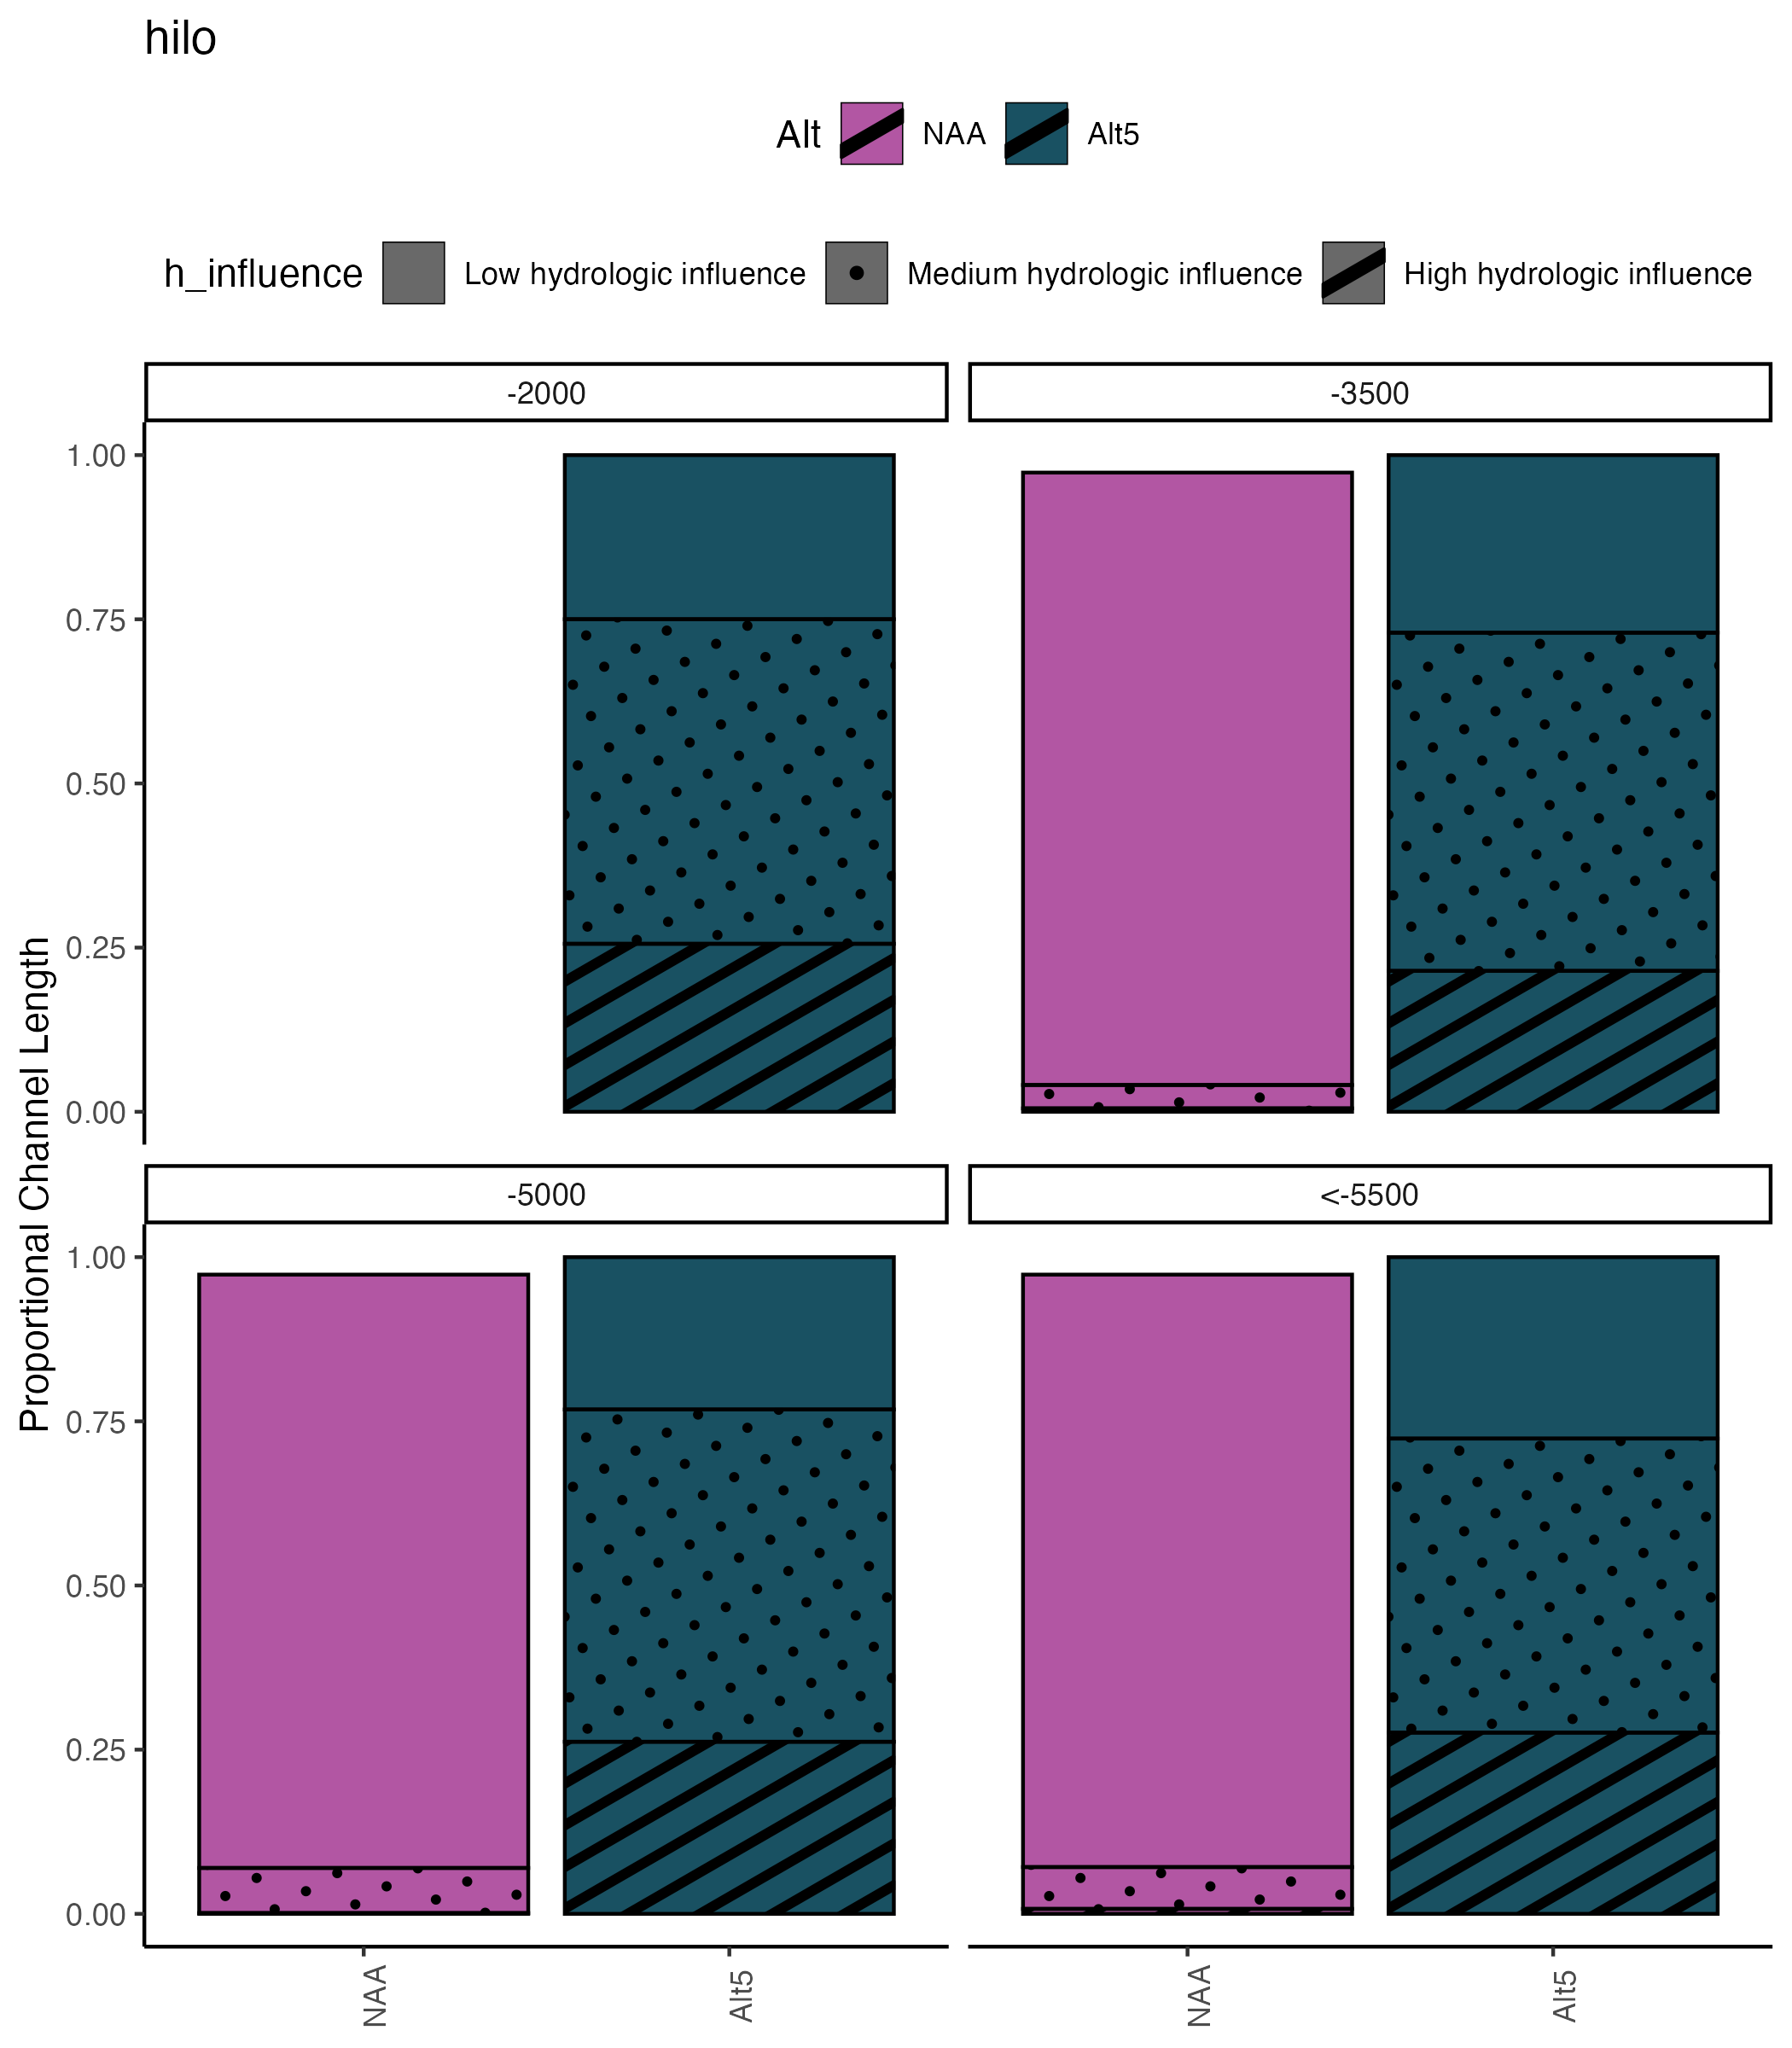 hilo
Alt NAA Alt5
h_influence Low hydrologic influence Medium hydrologic influence High hydrologic influence
-2000 -3500
1.00
0.75
0.50
0.25
0.00
Proportional Channel Length
-5000 <-5500
1.00
0.75
0.50
0.25
0.00
NAA Alt5 NAA Alt5